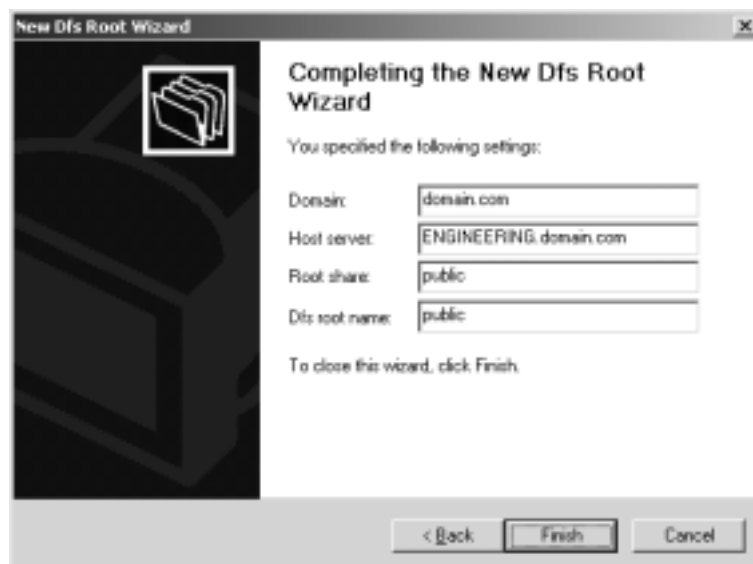 New Dfs Root Wizard
Completing the New Dfs Root
Wizard
You specified the following settings:
Domain: domain.com
Host server: ENGINEERING.domain.com
Root share: public
Dfs root name: public
To close this wizard, click Finish.
< Back Finish Cancel